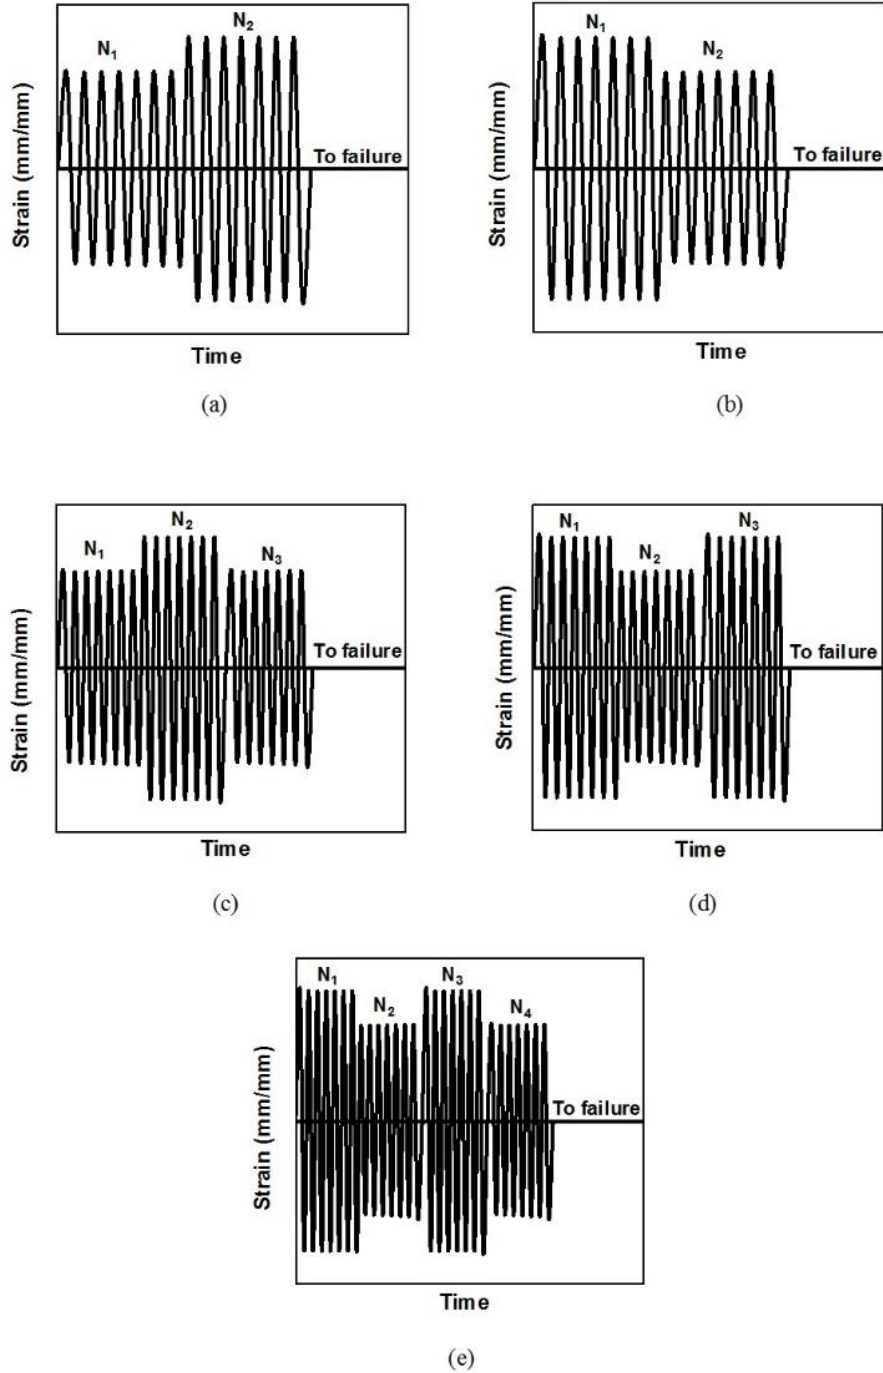 N₁
N₂
To failure
Strain (mm/mm)
Time
(a)
N₁
N₂
To failure
Strain (mm/mm)
Time
(b)
N₁
N₂
N₃
To failure
Strain (mm/mm)
Time
(c)
N₁
N₂
N₃
To failure
Strain (mm/mm)
Time
(d)
N₁
N₂
N₃
N₄
To failure
Strain (mm/mm)
Time
(e)